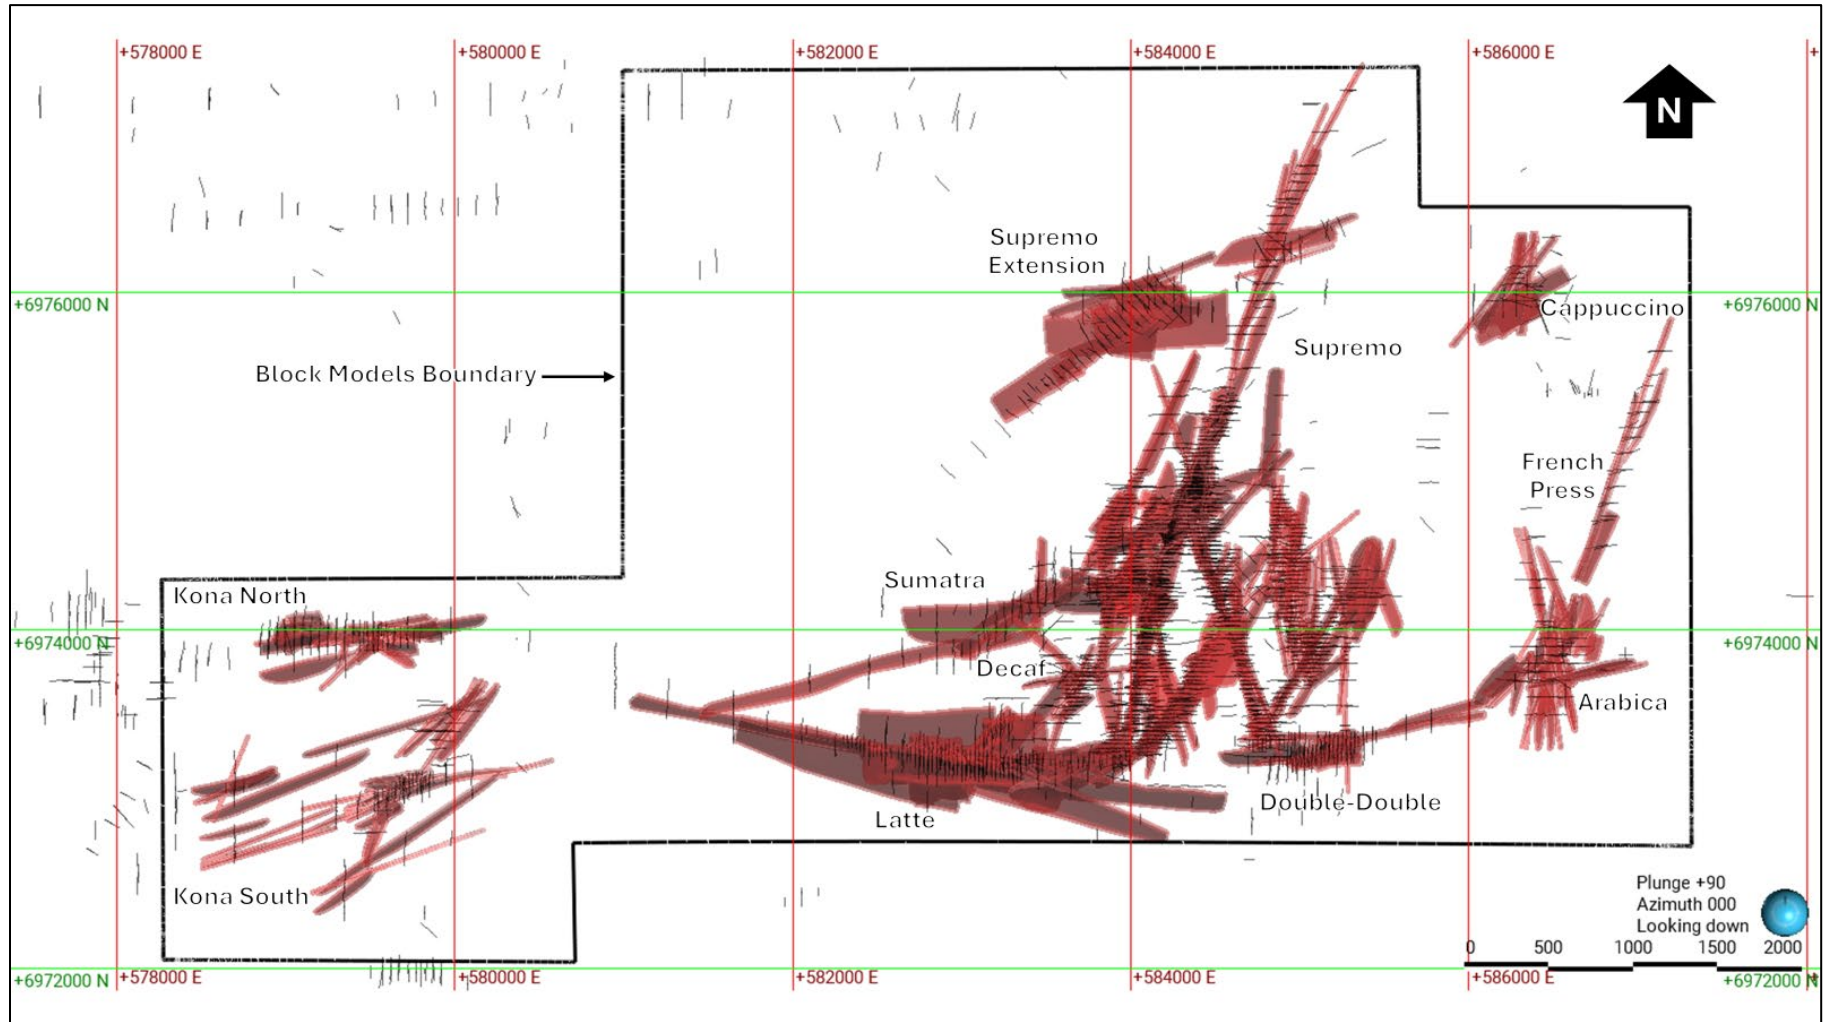 +578000 E
+580000 E
+582000 E
+584000 E
+586000 E
+
N
Supremo
Extension
+6976000 N
+6976000 N
Cappuccino
Supremo
Block Models Boundary
French
Press
Sumatra
Kona North
+6974000 N
+6974000 N
Decaf
Arabica
Double-Double
Latte
Kona South
Plunge +90
Azimuth 000
Looking down
0 500 1000 1500 2000
+6972000 N
+578000 E
+580000 E
+582000 E
+584000 E
+586000 E
+6972000 N